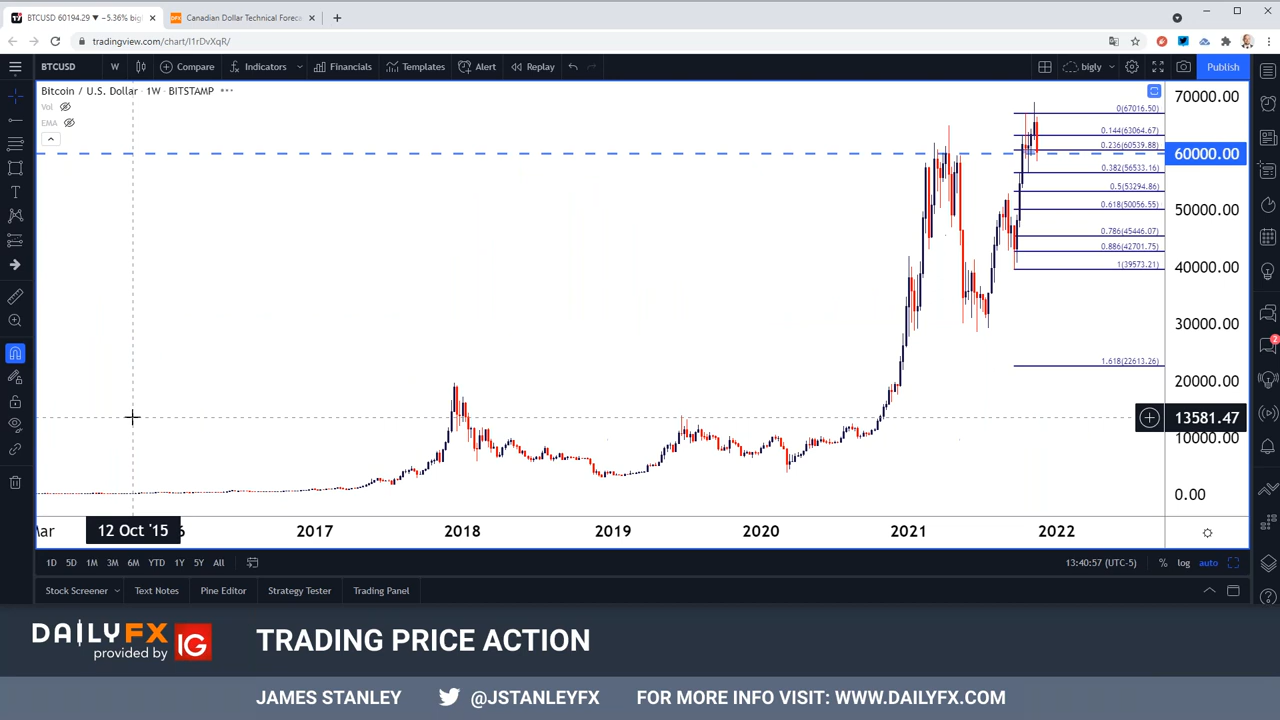 BTCUSD 60194.29 ▼ −5.36% bigl
DFX Canadian Dollar Technical Foreca
tradingview.com/chart/I1rDvXqR/
BTCUSD W Compare Indicators Financials Templates Alert Replay bigly Publish
Bitcoin / U.S. Dollar · 1W · BITSTAMP
Vol
EMA
70000.00
60000.00
50000.00
40000.00
30000.00
20000.00
13581.47
10000.00
0.00
0(67016.50)
0.144(63064.67)
0.236(60539.88)
0.382(56533.16)
0.5(53294.86)
0.618(50056.55)
0.786(45446.07)
0.886(42701.75)
1(39573.21)
1.618(22613.26)
2
Mar 12 Oct '15 6 2017 2018 2019 2020 2021 2022
1D 5D 1M 3M 6M YTD 1Y 5Y All 13:40:57 (UTC-5) % log auto
Stock Screener Text Notes Pine Editor Strategy Tester Trading Panel
DAILYFX
provided by IG
TRADING PRICE ACTION
JAMES STANLEY @JSTANLEYFX FOR MORE INFO VISIT: WWW.DAILYFX.COM